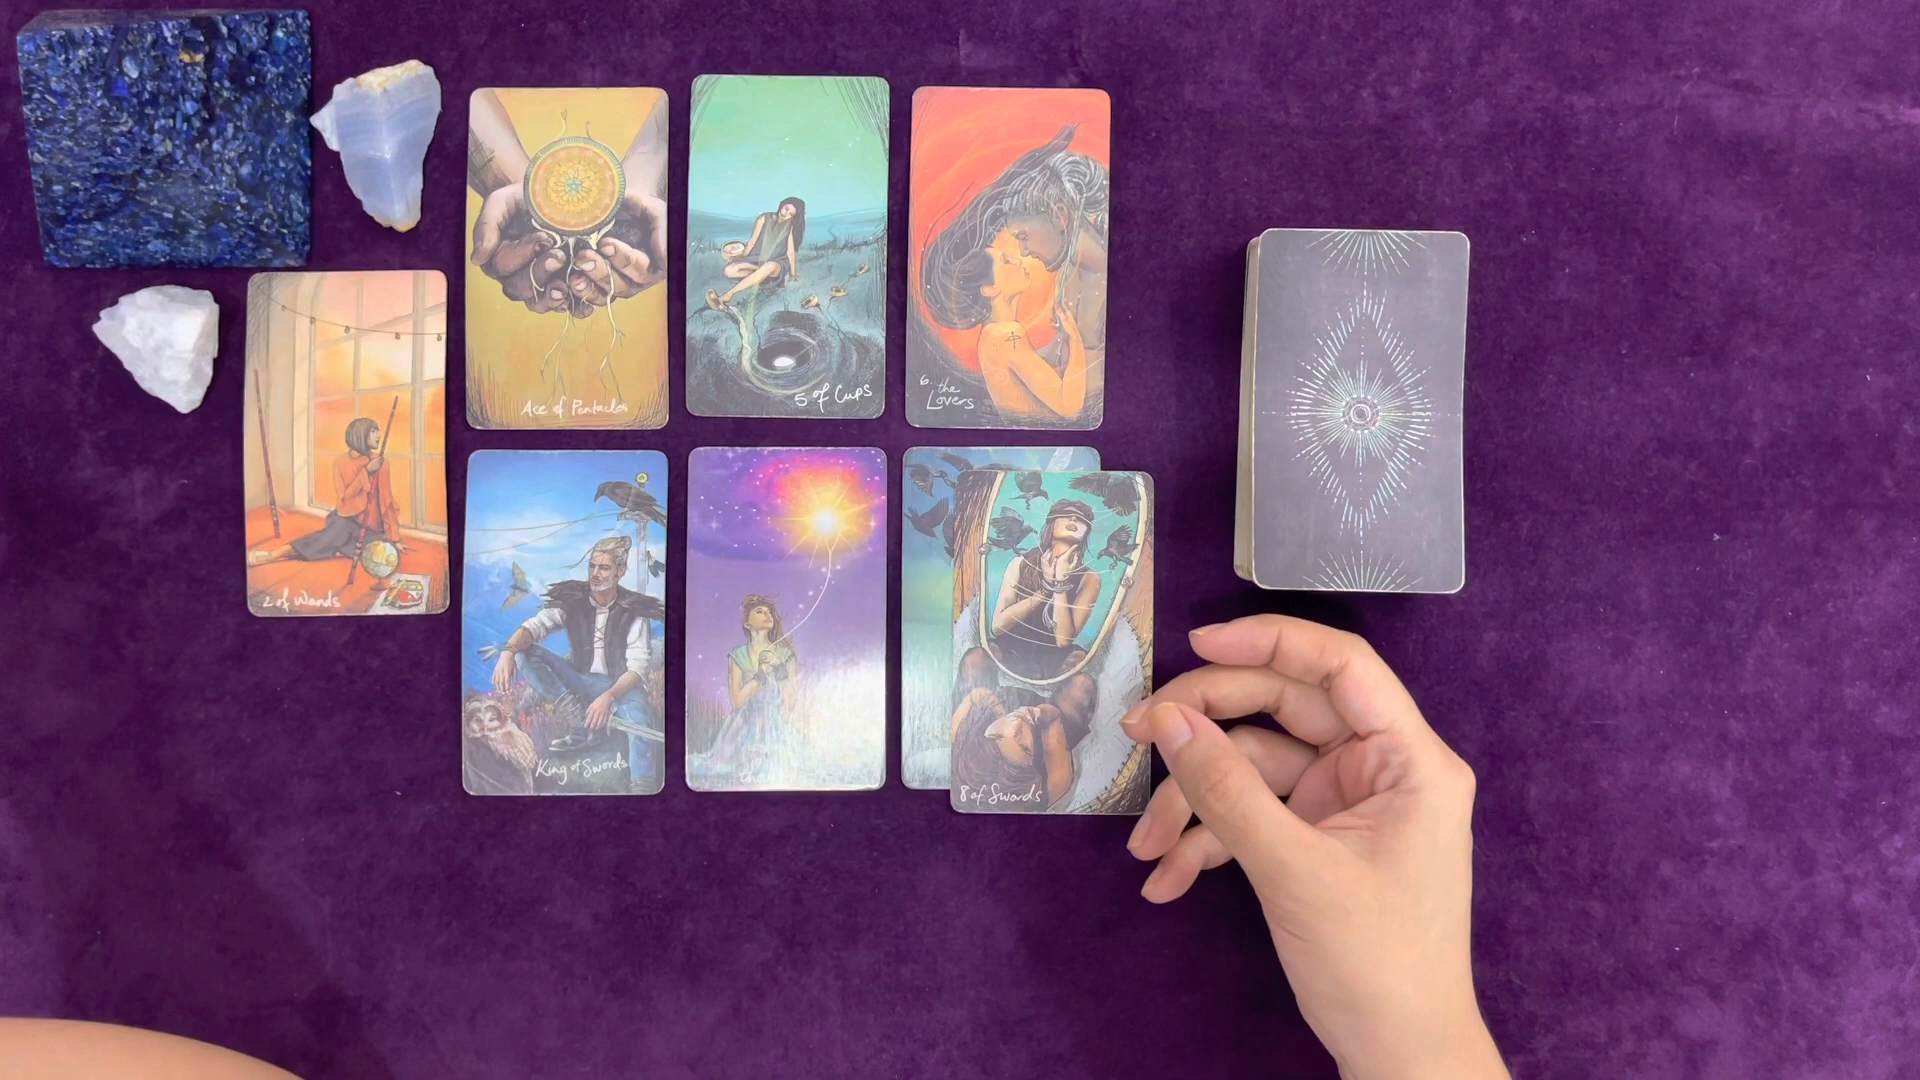 Ace of Pentacles
5 of Cups
6. the
Lovers
2 of Wands
King of Swords
8 of Swords